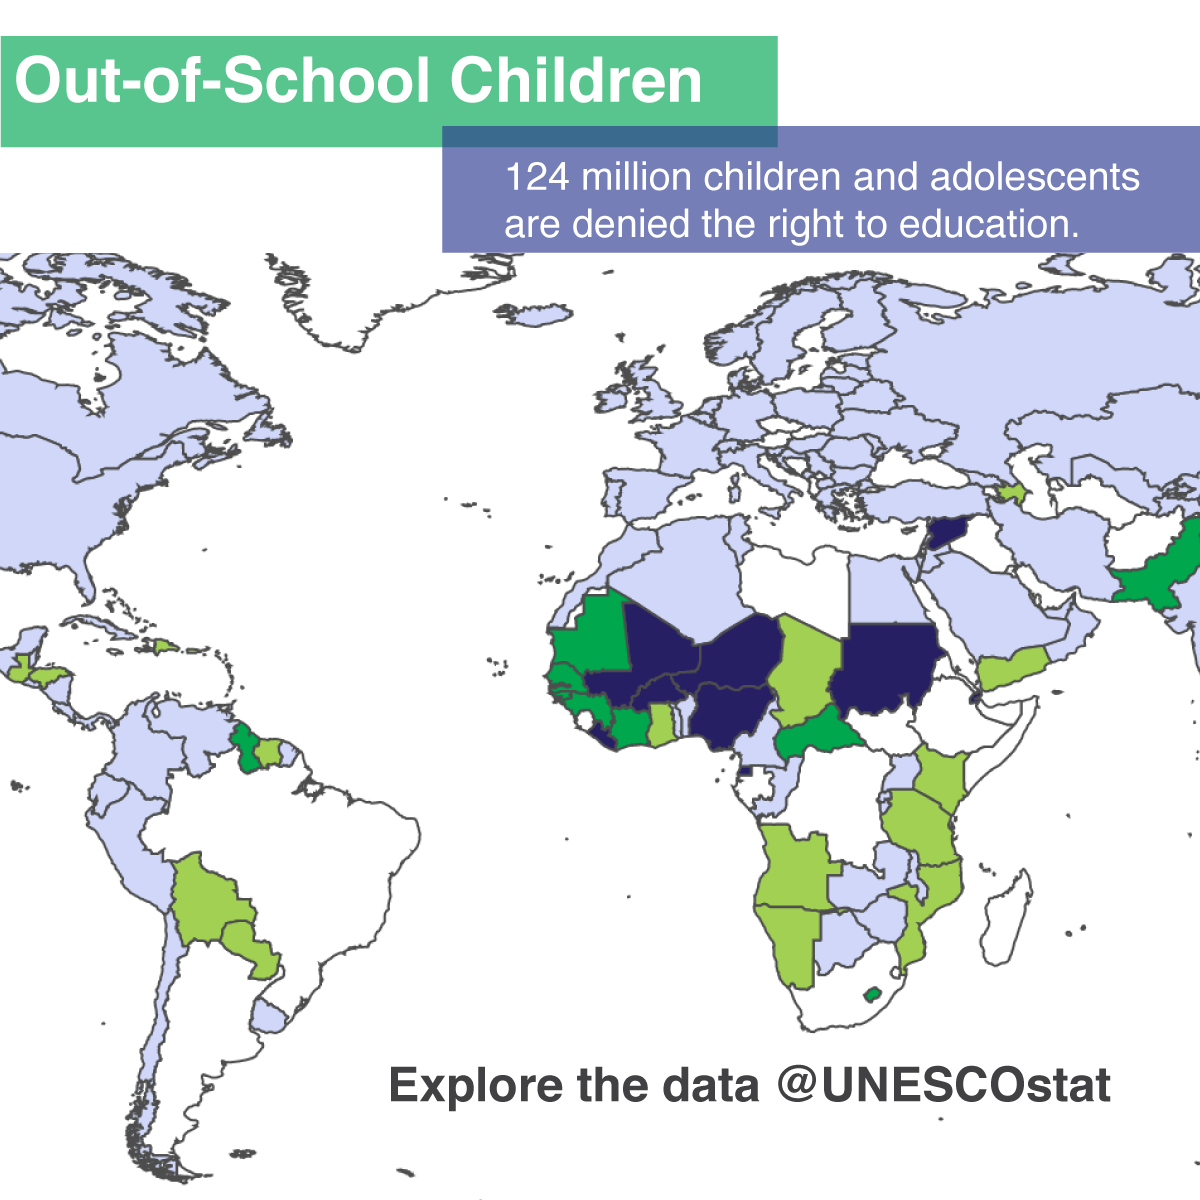 Out-of-School Children
124 million children and adolescents
are denied the right to education.
Explore the data @UNESCOstat